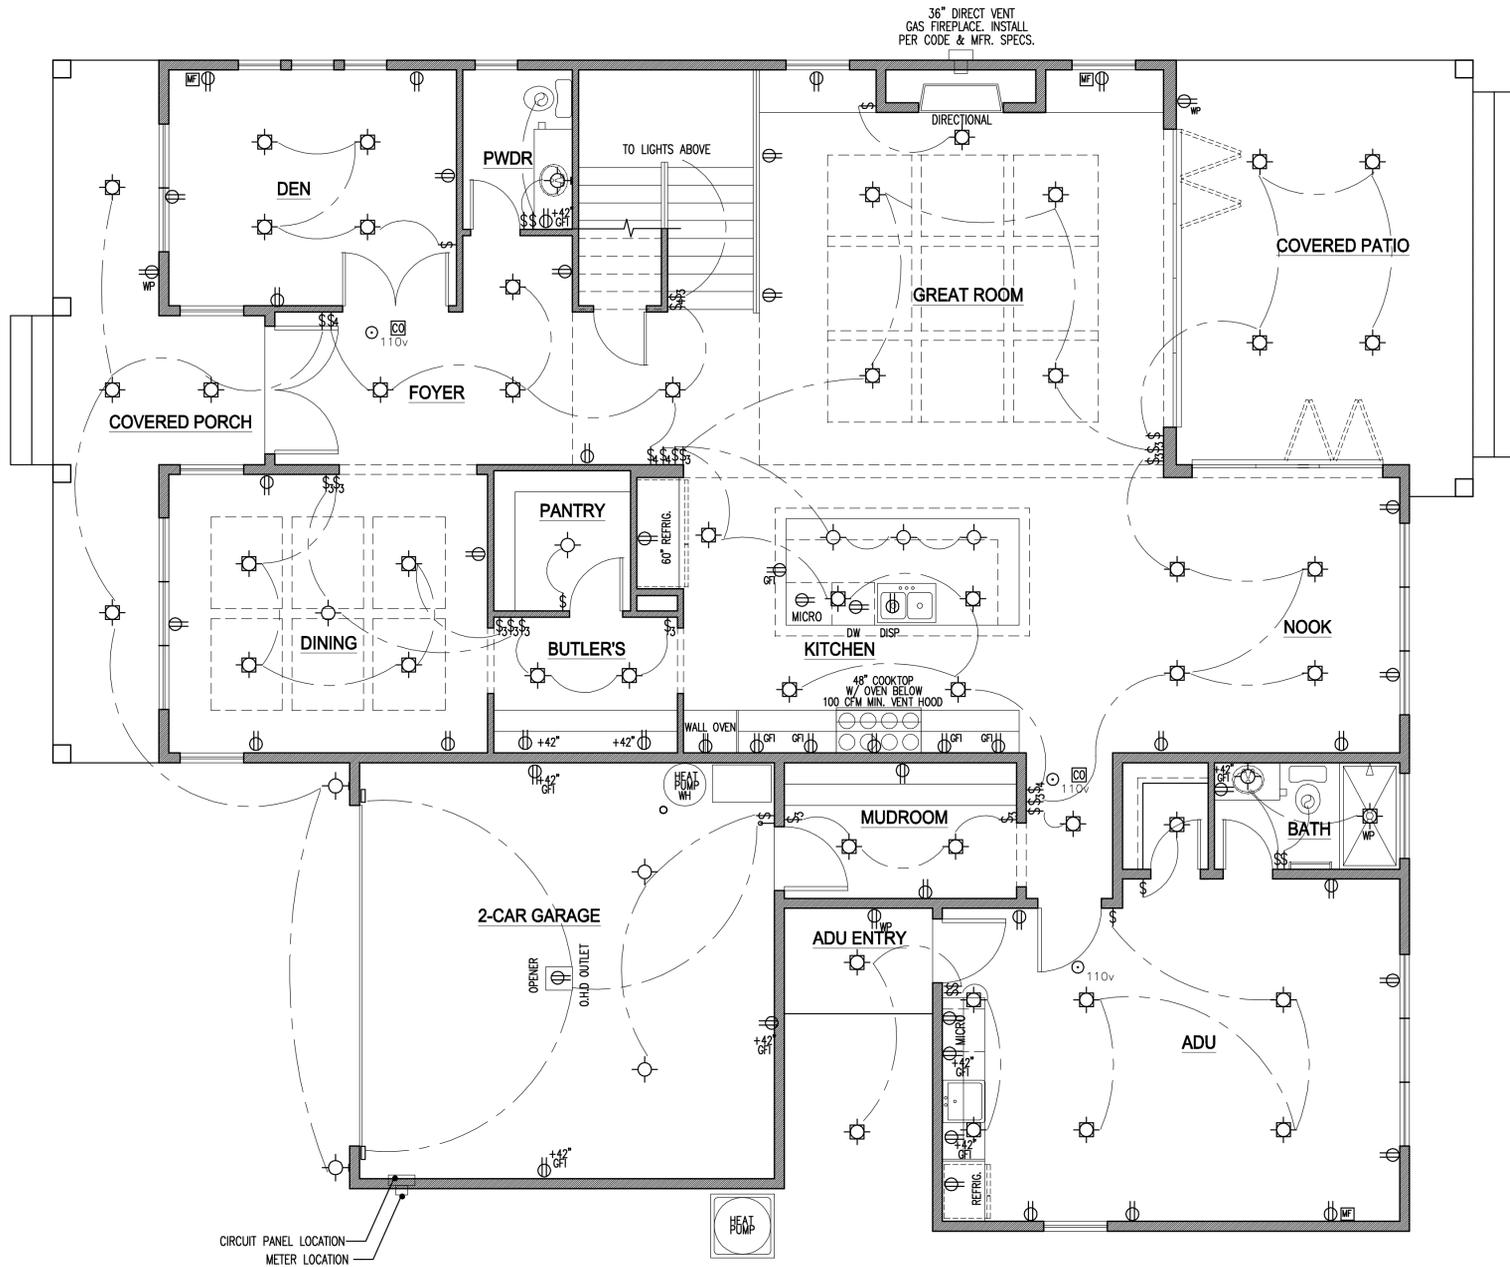 36" DIRECT VENT
GAS FIREPLACE. INSTALL
PER CODE & MFR. SPECS.
MF
MF
DIRECTIONAL
WP
PWDR
TO LIGHTS ABOVE
DEN
+42"
GFI
COVERED PATIO
WP
GREAT ROOM
CO
110v
FOYER
COVERED PORCH
PANTRY
60" REFRIG.
GFI
MICRO
DW
DISP
NOOK
DINING
BUTLER'S
KITCHEN
48" COOKTOP
W/ OVEN BELOW
100 CFM MIN. VENT HOOD
WALL OVEN
+42"
+42"
GFI
GFI
GFI
GFI
+42"
GFI
HEAT
PUMP
WH
CO
110v
+42"
GFI
MUDROOM
BATH
WP
2-CAR GARAGE
WP
ADU ENTRY
OPENER
O.H.D OUTLET
110v
MICRO
ADU
+42"
GFI
+42"
GFI
+42"
GFI
+42"
GFI
REFRIG.
MF
HEAT
PUMP
CIRCUIT PANEL LOCATION
METER LOCATION